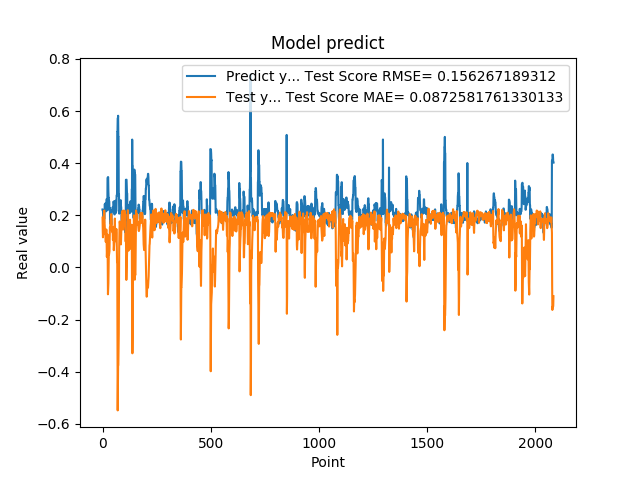 Model predict
Predict y... Test Score RMSE= 0.156267189312
Test y... Test Score MAE= 0.0872581761330133
0.8
0.6
0.4
0.2
0.0
−0.2
−0.4
−0.6
Real value
0 500 1000 1500 2000
Point